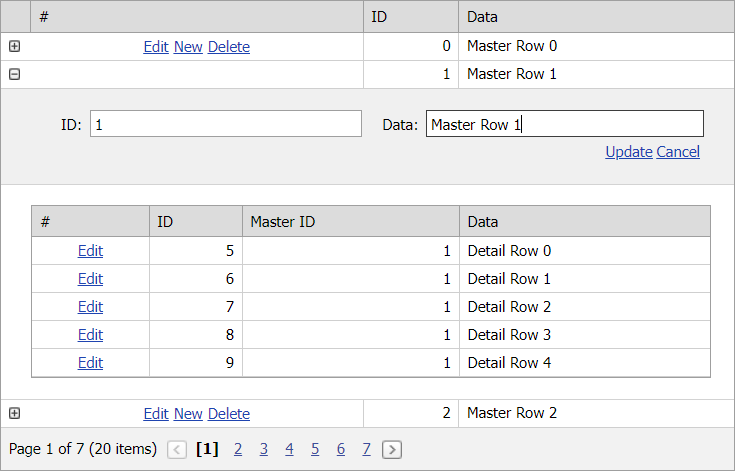 # ID Data
Edit New Delete 0 Master Row 0
1 Master Row 1
ID: 1 Data: Master Row 1
Update Cancel
# ID Master ID Data
Edit 5 1 Detail Row 0
Edit 6 1 Detail Row 1
Edit 7 1 Detail Row 2
Edit 8 1 Detail Row 3
Edit 9 1 Detail Row 4
Edit New Delete 2 Master Row 2
Page 1 of 7 (20 items) < [1] 2 3 4 5 6 7 >